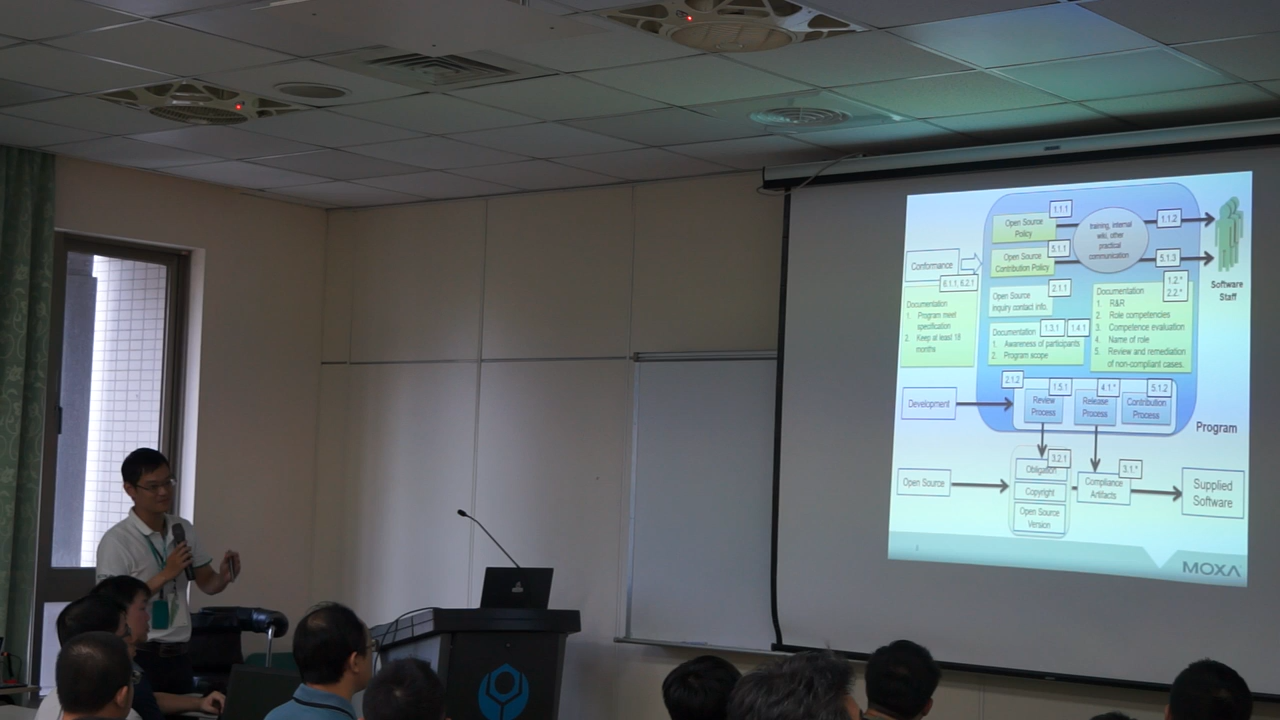 1.1.1
Open Source
Policy
training, internal
wiki, other
practical
communication
1.1.2
5.1.1
Open Source
Contribution Policy
5.1.3
Software
Staff
Conformance
6.1.1, 6.2.1
Documentation
1. Program meet
specification
2. Keep at least 18
months
2.1.1
Open Source
inquiry contact info.
1.3.1
1.4.1
Documentation
1. Awareness of participants
2. Program scope
1.2.*
2.2.*
Documentation
1. R&R
2. Role competencies
3. Competence evaluation
4. Name of role
5. Review and remediation
of non-compliant cases.
2.1.2
1.5.1
4.1.*
5.1.2
Development
Review
Process
Release
Process
Contribution
Process
Program
3.2.1
3.1.*
Open Source
Obligation
Copyright
Open Source
Version
Compliance
Artifacts
Supplied
Software
MOXA